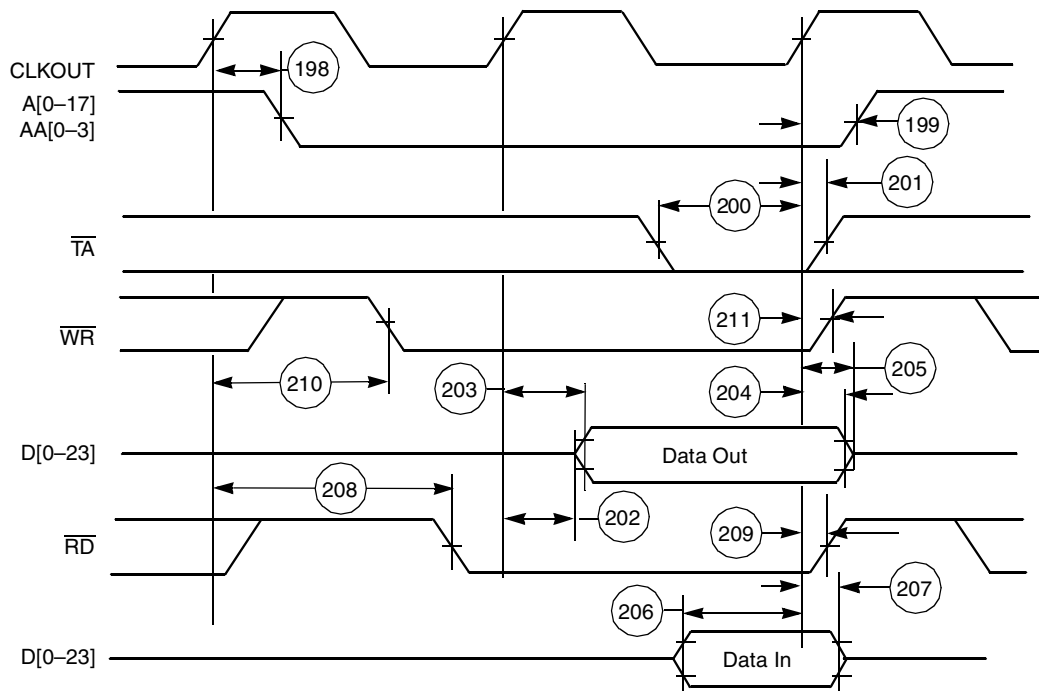 CLKOUT
198
A[0–17]
AA[0–3]
199
201
200
TA
211
WR
210
203
204
205
D[0–23]
Data Out
208
202
209
RD
206
207
D[0–23]
Data In